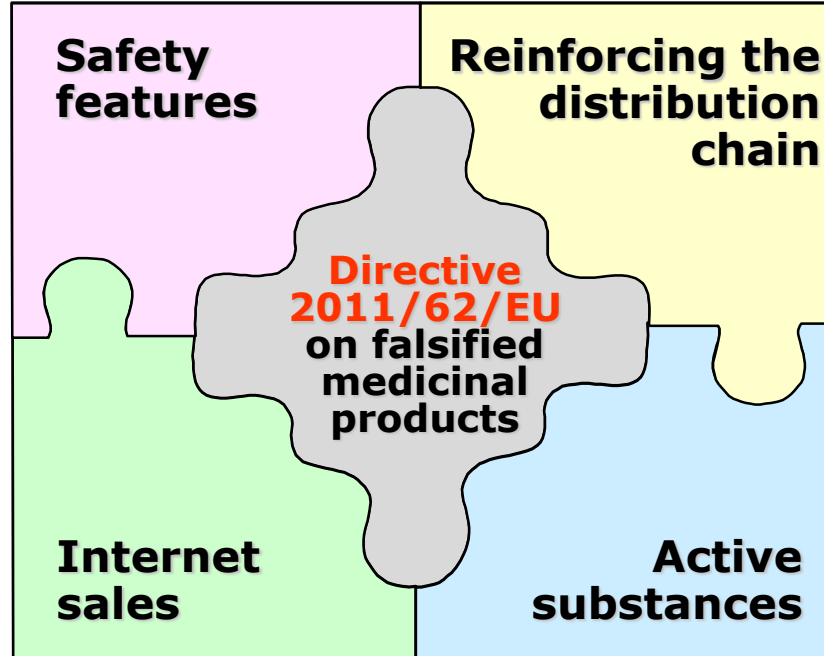 Safety
features
Reinforcing the
distribution
chain
Directive
2011/62/EU
on falsified
medicinal
products
Internet
sales
Active
substances